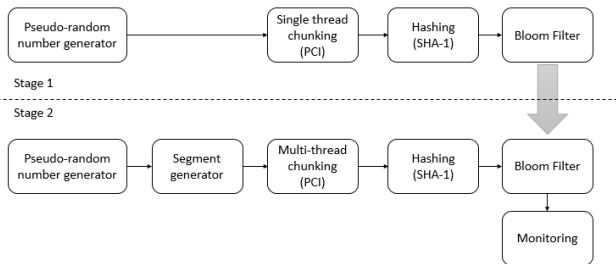 Pseudo-random
number generator
Single thread
chunking
(PCI)
Hashing
(SHA-1)
Bloom Filter
Stage 1
Stage 2
Pseudo-random
number generator
Segment
generator
Multi-thread
chunking
(PCI)
Hashing
(SHA-1)
Bloom Filter
Monitoring